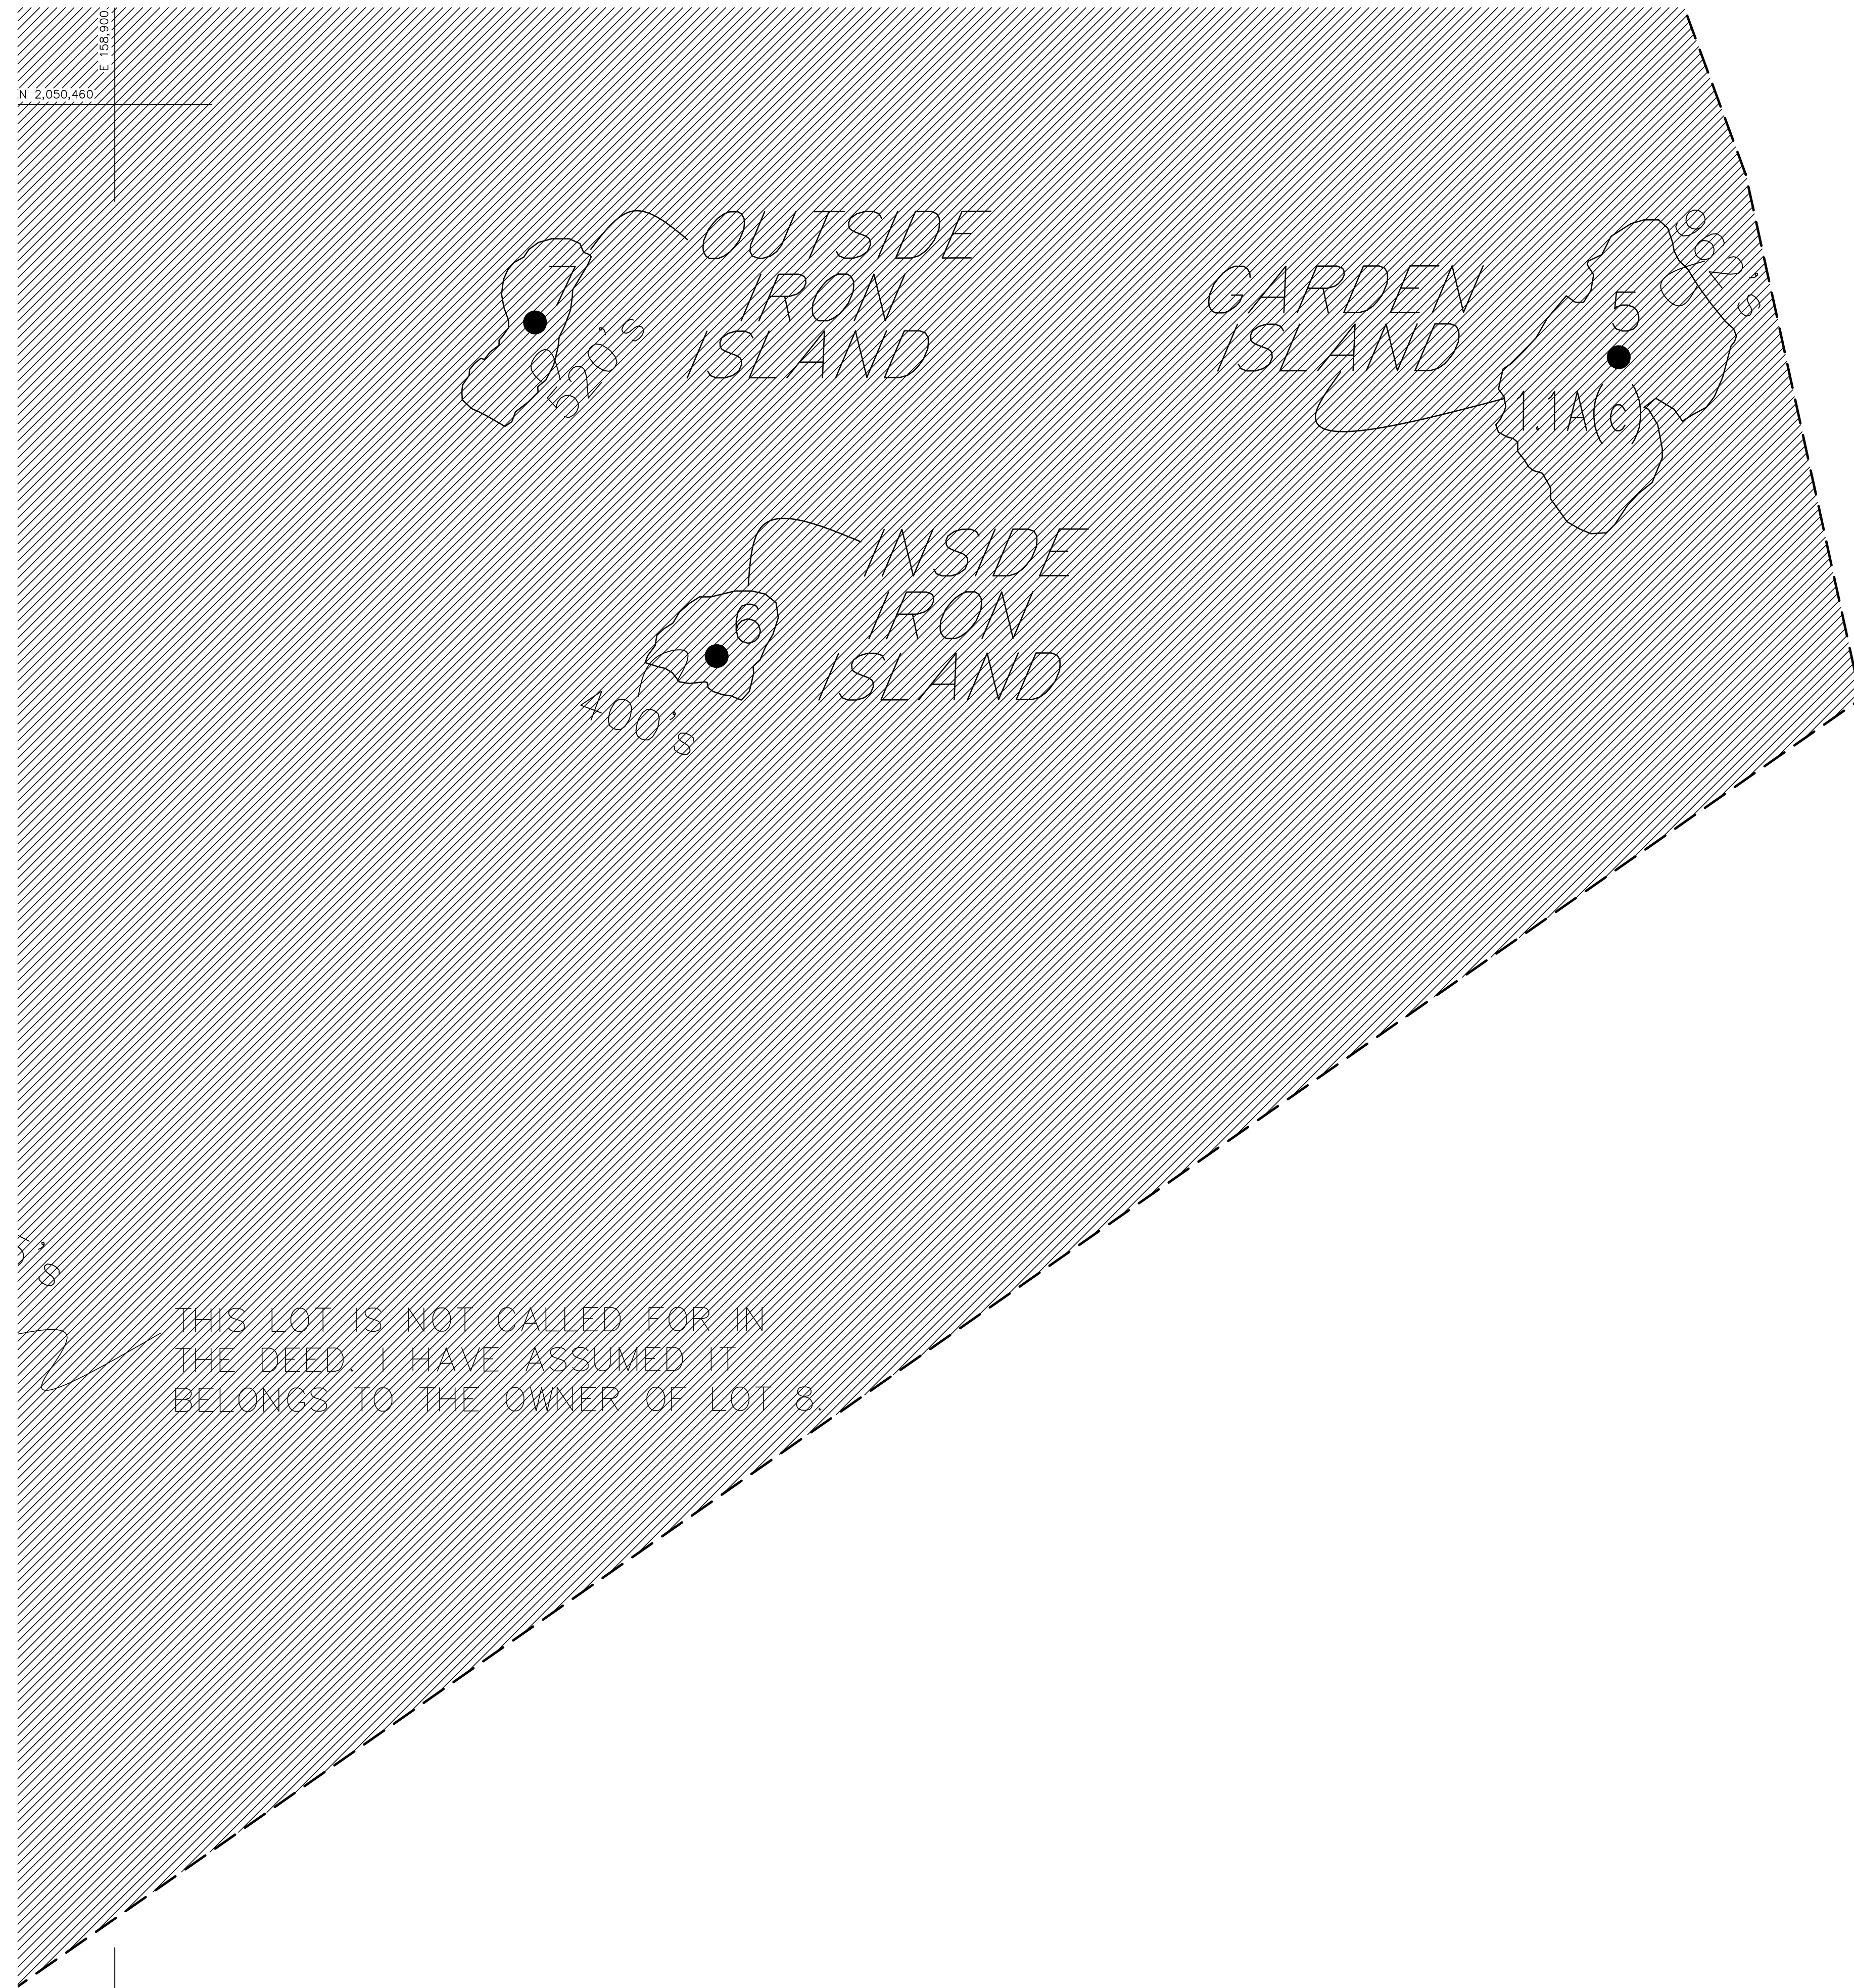 E 158,900
N 2,050,460
OUTSIDE
IRON
ISLAND
7
520's
GARDEN
ISLAND
5
982's
1.1A(c)
INSIDE
IRON
ISLAND
6
400's
's
THIS LOT IS NOT CALLED FOR IN
THE DEED. I HAVE ASSUMED IT
BELONGS TO THE OWNER OF LOT 8.